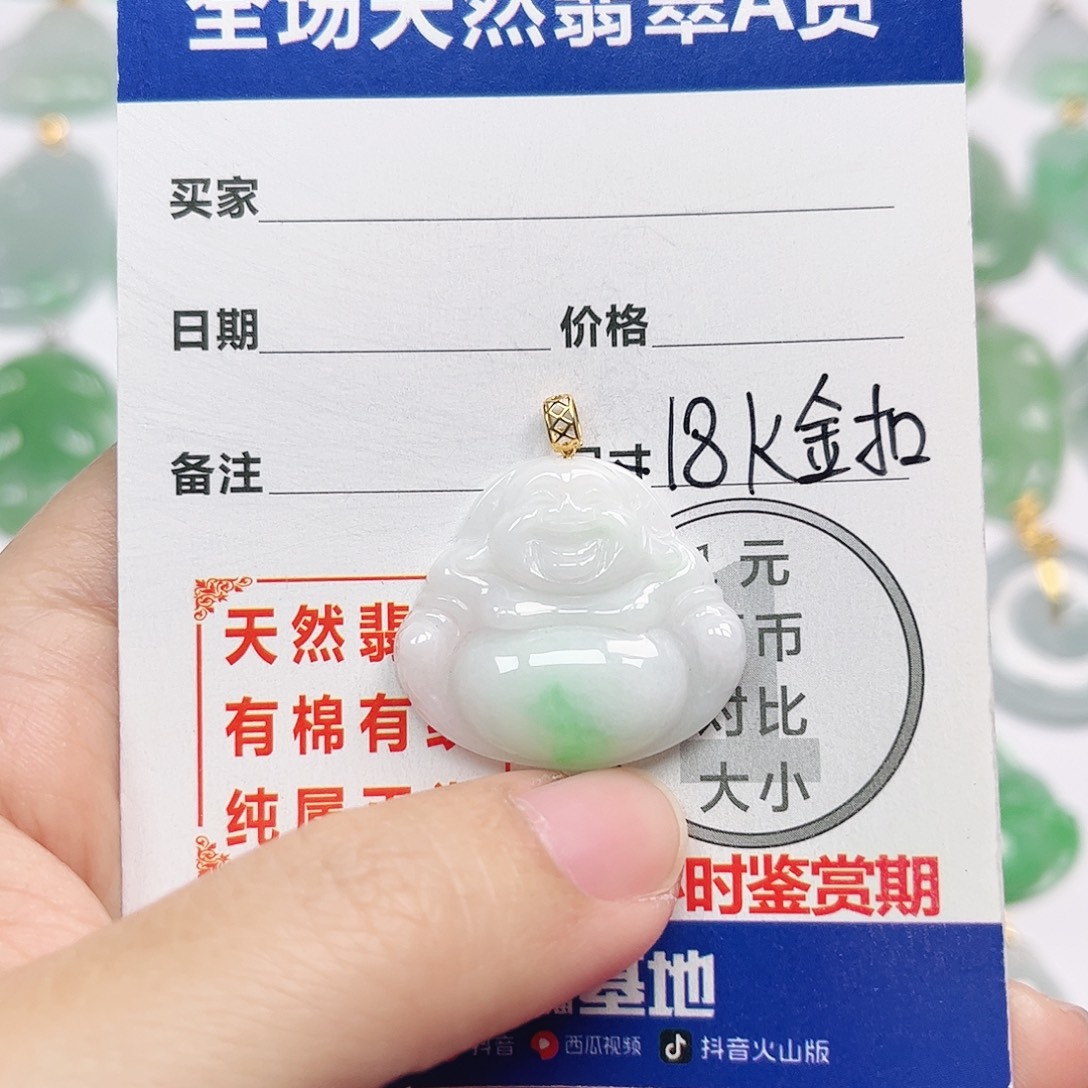 全场天然翡翠A货
买家
日期 价格
备注 寸 18K金扣
1元
币
对比
大小
天然翡
有棉有
纯属
时鉴赏期
基地
抖音 西瓜视频 抖音火山版